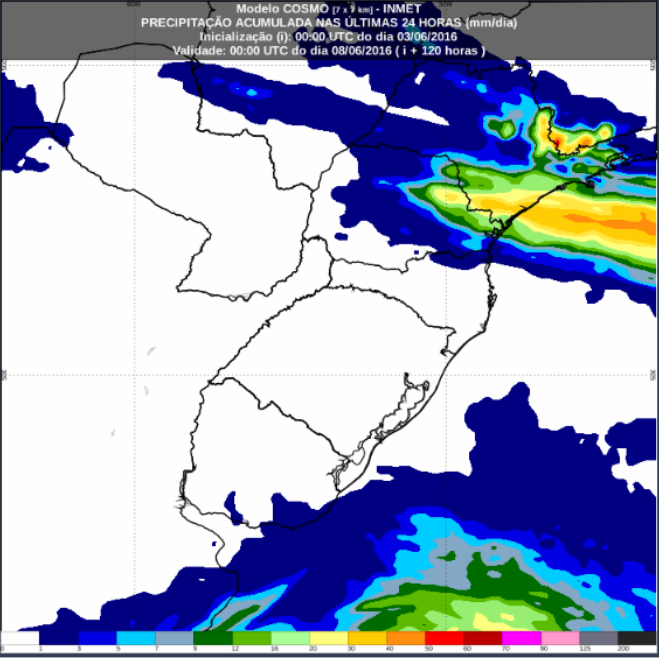 Modelo COSMO [7 x 7 km] - INMET
PRECIPITAÇÃO ACUMULADA NAS ÚLTIMAS 24 HORAS (mm/dia)
Inicialização (i): 00:00 UTC do dia 03/06/2016
Validade: 00:00 UTC do dia 08/06/2016 ( i + 120 horas )
0 1 3 5 7 9 12 16 20 30 40 50 60 70 90 125 200